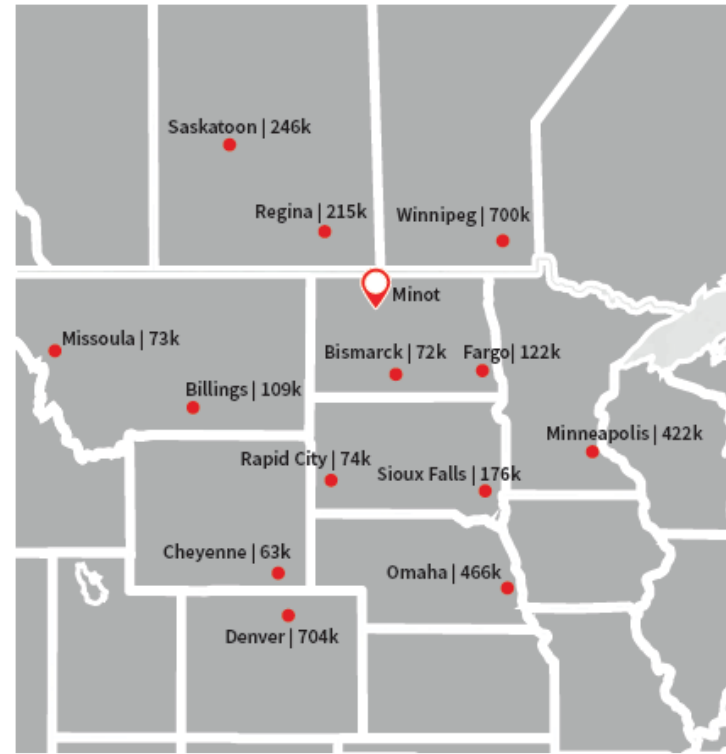 Saskatoon | 246k
Regina | 215k
Winnipeg | 700k
Minot
Missoula | 73k
Bismarck | 72k
Fargo| 122k
Billings | 109k
Minneapolis | 422k
Rapid City | 74k
Sioux Falls | 176k
Cheyenne | 63k
Omaha | 466k
Denver | 704k